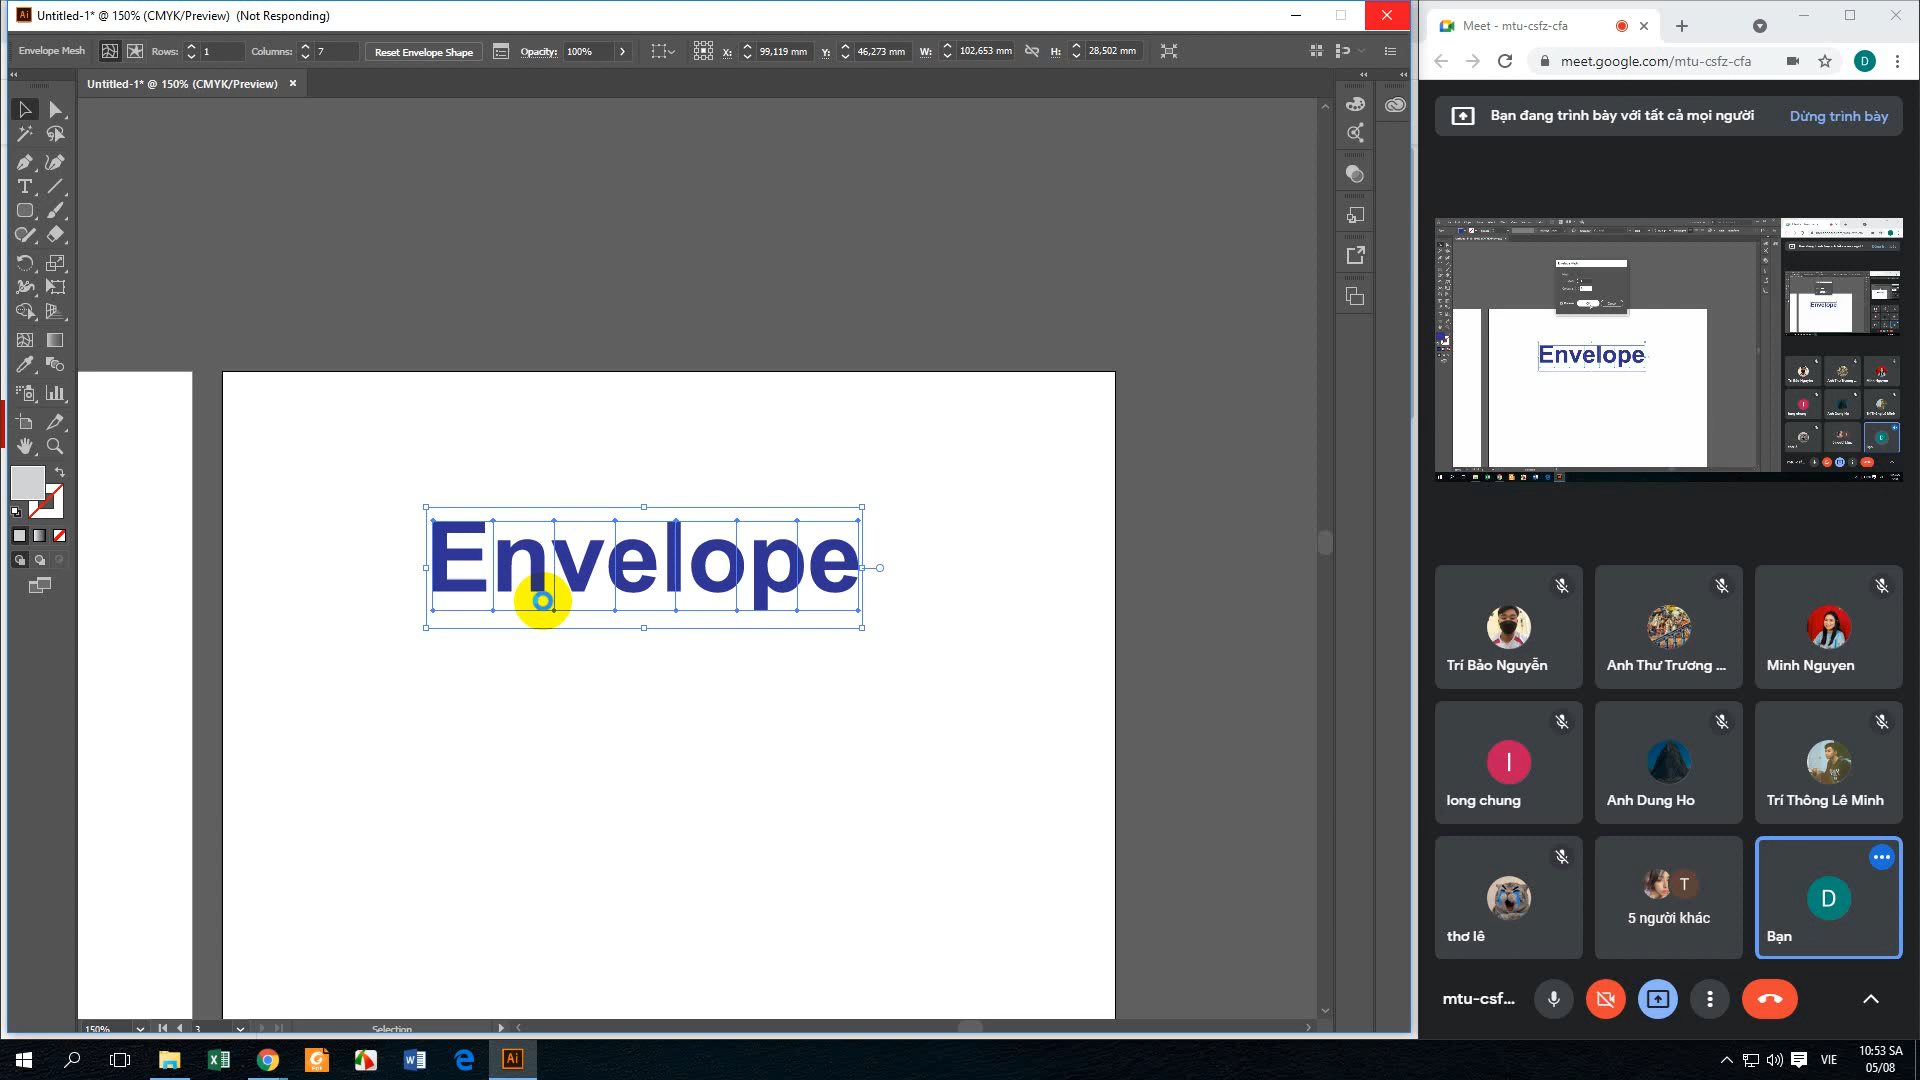 Untitled-1* @ 150% (CMYK/Preview) (Not Responding)
Envelope Mesh Rows: 1 Columns: 7 Reset Envelope Shape Opacity: 100% X: 99,119 mm Y: 46,273 mm W: 102,653 mm H: 28,502 mm
Untitled-1* @ 150% (CMYK/Preview)
Envelope
150% 3 Selection
Meet - mtu-csfz-cfa
meet.google.com/mtu-csfz-cfa
D
Bạn đang trình bày với tất cả mọi người Dừng trình bày
Envelope
Envelope
Trí Bảo Nguyễn
Anh Thư Trương ...
Minh Nguyen
l
long chung
Anh Dung Ho
Trí Thông Lê Minh
T
D
thơ lê
5 người khác
Bạn
mtu-csf...
Ai
VIE
10:53 SA
05/08